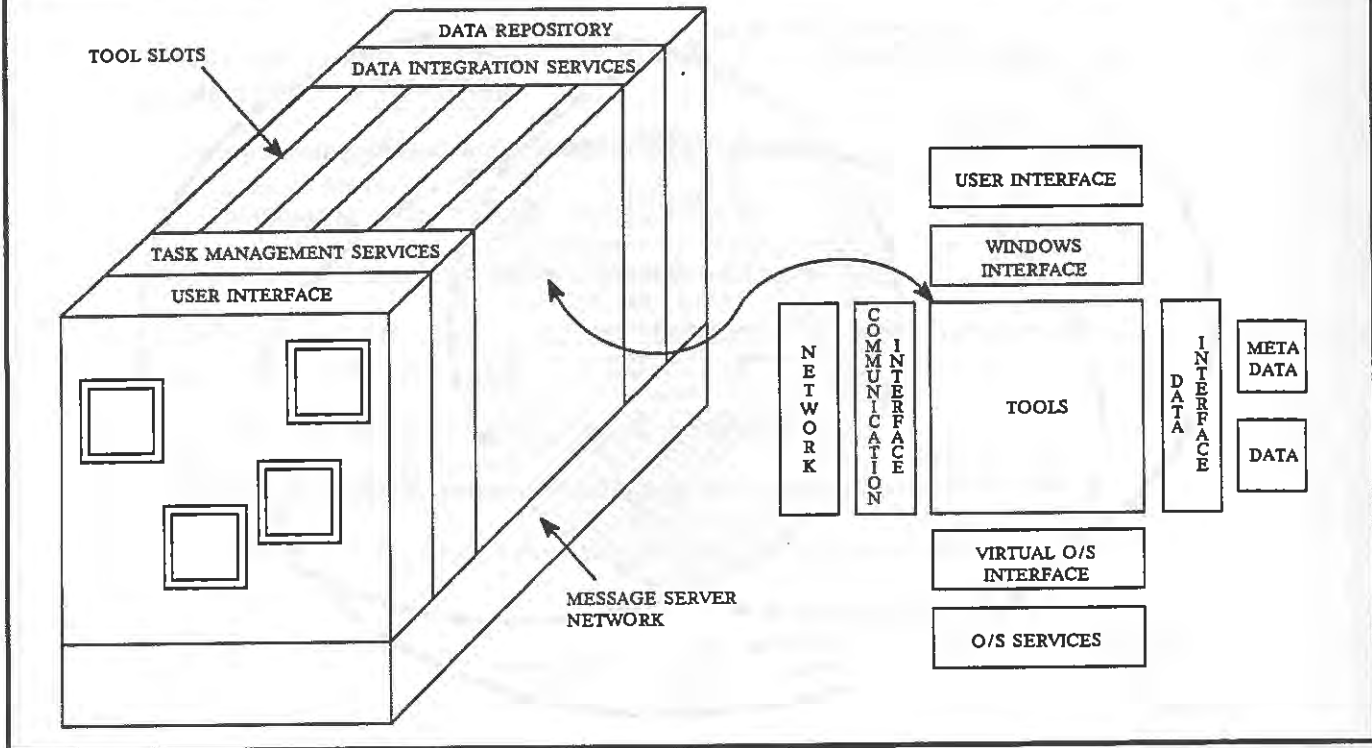 DATA REPOSITORY
TOOL SLOTS
DATA INTEGRATION SERVICES
TASK MANAGEMENT SERVICES
USER INTERFACE
MESSAGE SERVER
NETWORK
USER INTERFACE
WINDOWS
INTERFACE
NETWORK
COMMUNICATION
INTERFACE
TOOLS
DATA
INTERFACE
META
DATA
DATA
VIRTUAL O/S
INTERFACE
O/S SERVICES